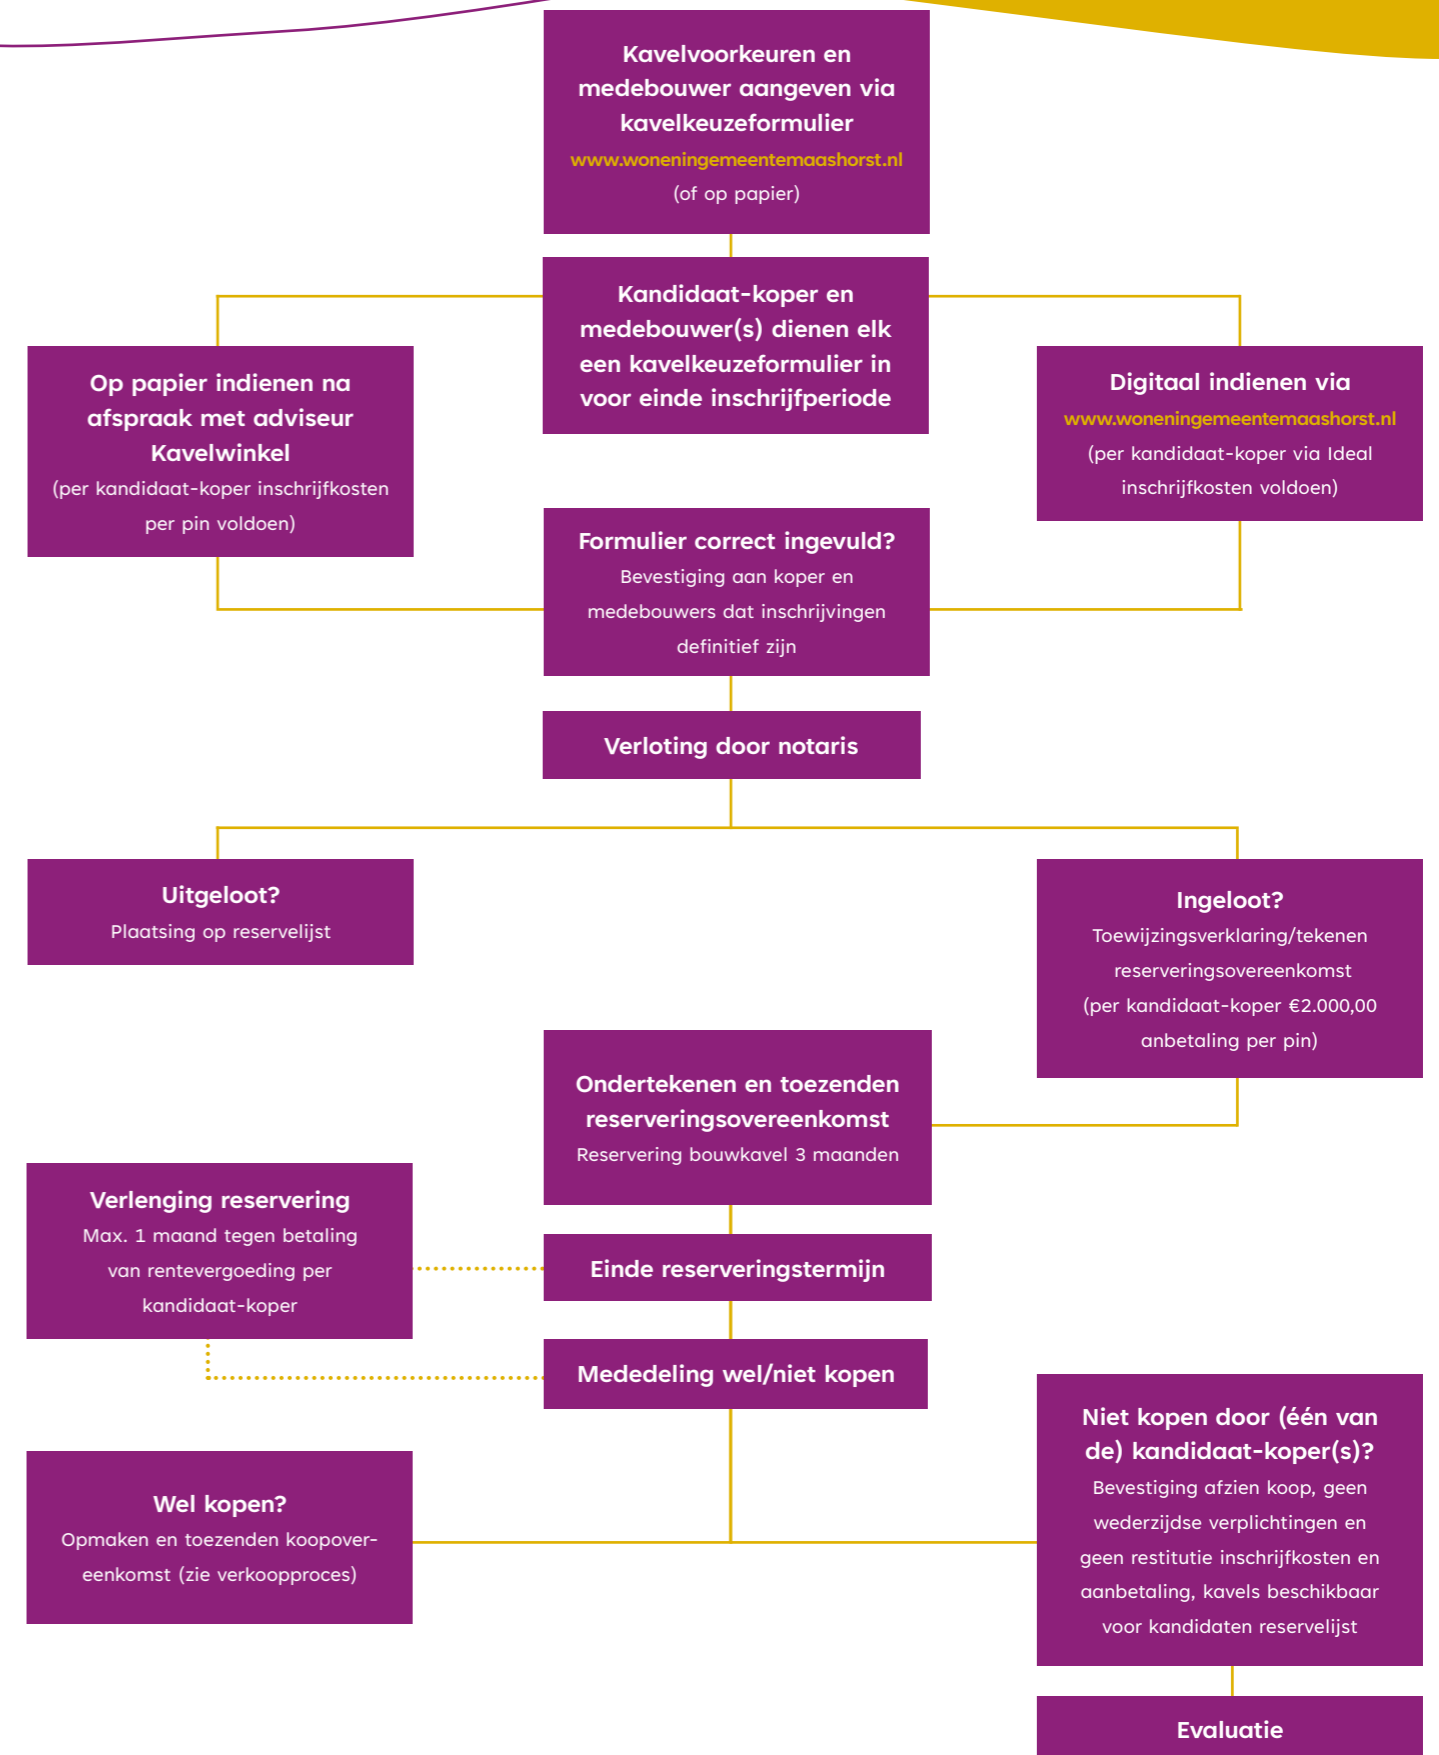 Kavelvoorkeuren en
medebouwer aangeven via
kavelkeuzeformulier
www.woneningemeentemaashorst.nl
(of op papier)
Kandidaat-koper en
medebouwer(s) dienen elk
een kavelkeuzeformulier in
voor einde inschrijfperiode
Op papier indienen na
afspraak met adviseur
Kavelwinkel
(per kandidaat-koper inschrijfkosten
per pin voldoen)
Digitaal indienen via
www.woneningemeentemaashorst.nl
(per kandidaat-koper via Ideal
inschrijfkosten voldoen)
Formulier correct ingevuld?
Bevestiging aan koper en
medebouwers dat inschrijvingen
definitief zijn
Verloting door notaris
Uitgeloot?
Plaatsing op reservelijst
Ingeloot?
Toewijzingsverklaring/tekenen
reserveringsovereenkomst
(per kandidaat-koper €2.000,00
anbetaling per pin)
Ondertekenen en toezenden
reserveringsovereenkomst
Reservering bouwkavel 3 maanden
Verlenging reservering
Max. 1 maand tegen betaling
van rentevergoeding per
kandidaat-koper
Einde reserveringstermijn
Mededeling wel/niet kopen
Wel kopen?
Opmaken en toezenden koopover-
eenkomst (zie verkoopproces)
Niet kopen door (één van
de) kandidaat-koper(s)?
Bevestiging afzien koop, geen
wederzijdse verplichtingen en
geen restitutie inschrijfkosten en
aanbetaling, kavels beschikbaar
voor kandidaten reservelijst
Evaluatie